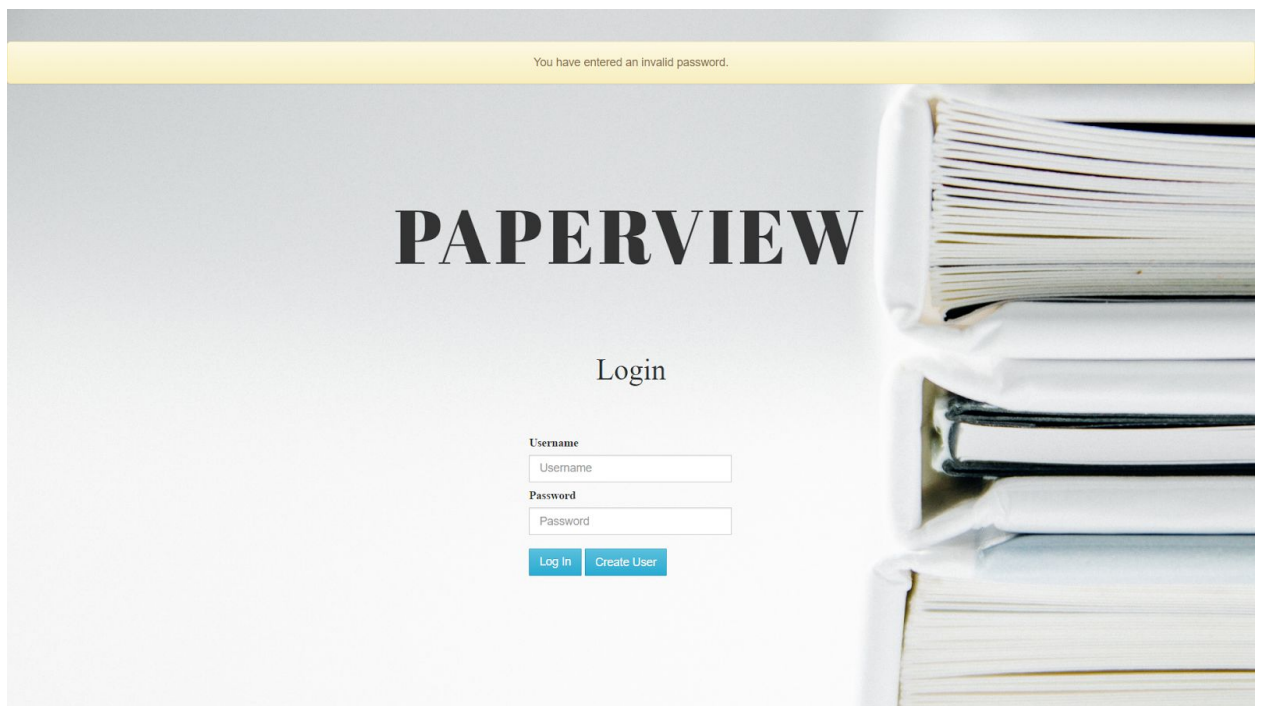 You have entered an invalid password.
PAPERVIEW
Login
Username
Username
Password
Password
Log In Create User